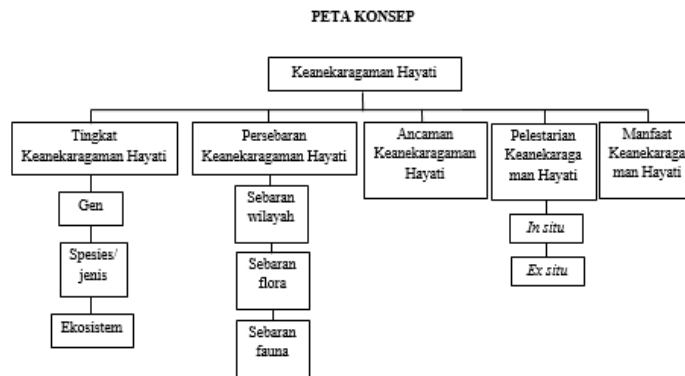 PETA KONSEP
Keanekaragaman Hayati
Tingkat
Keanekaragaman Hayati
Persebaran
Keanekaragaman Hayati
Ancaman
Keanekaragaman
Hayati
Pelestarian
Keanekaraga
man Hayati
Manfaat
Keanekaraga
man Hayati
Gen
Spesies/
jenis
Ekosistem
Sebaran
wilayah
Sebaran
flora
Sebaran
fauna
In situ
Ex situ